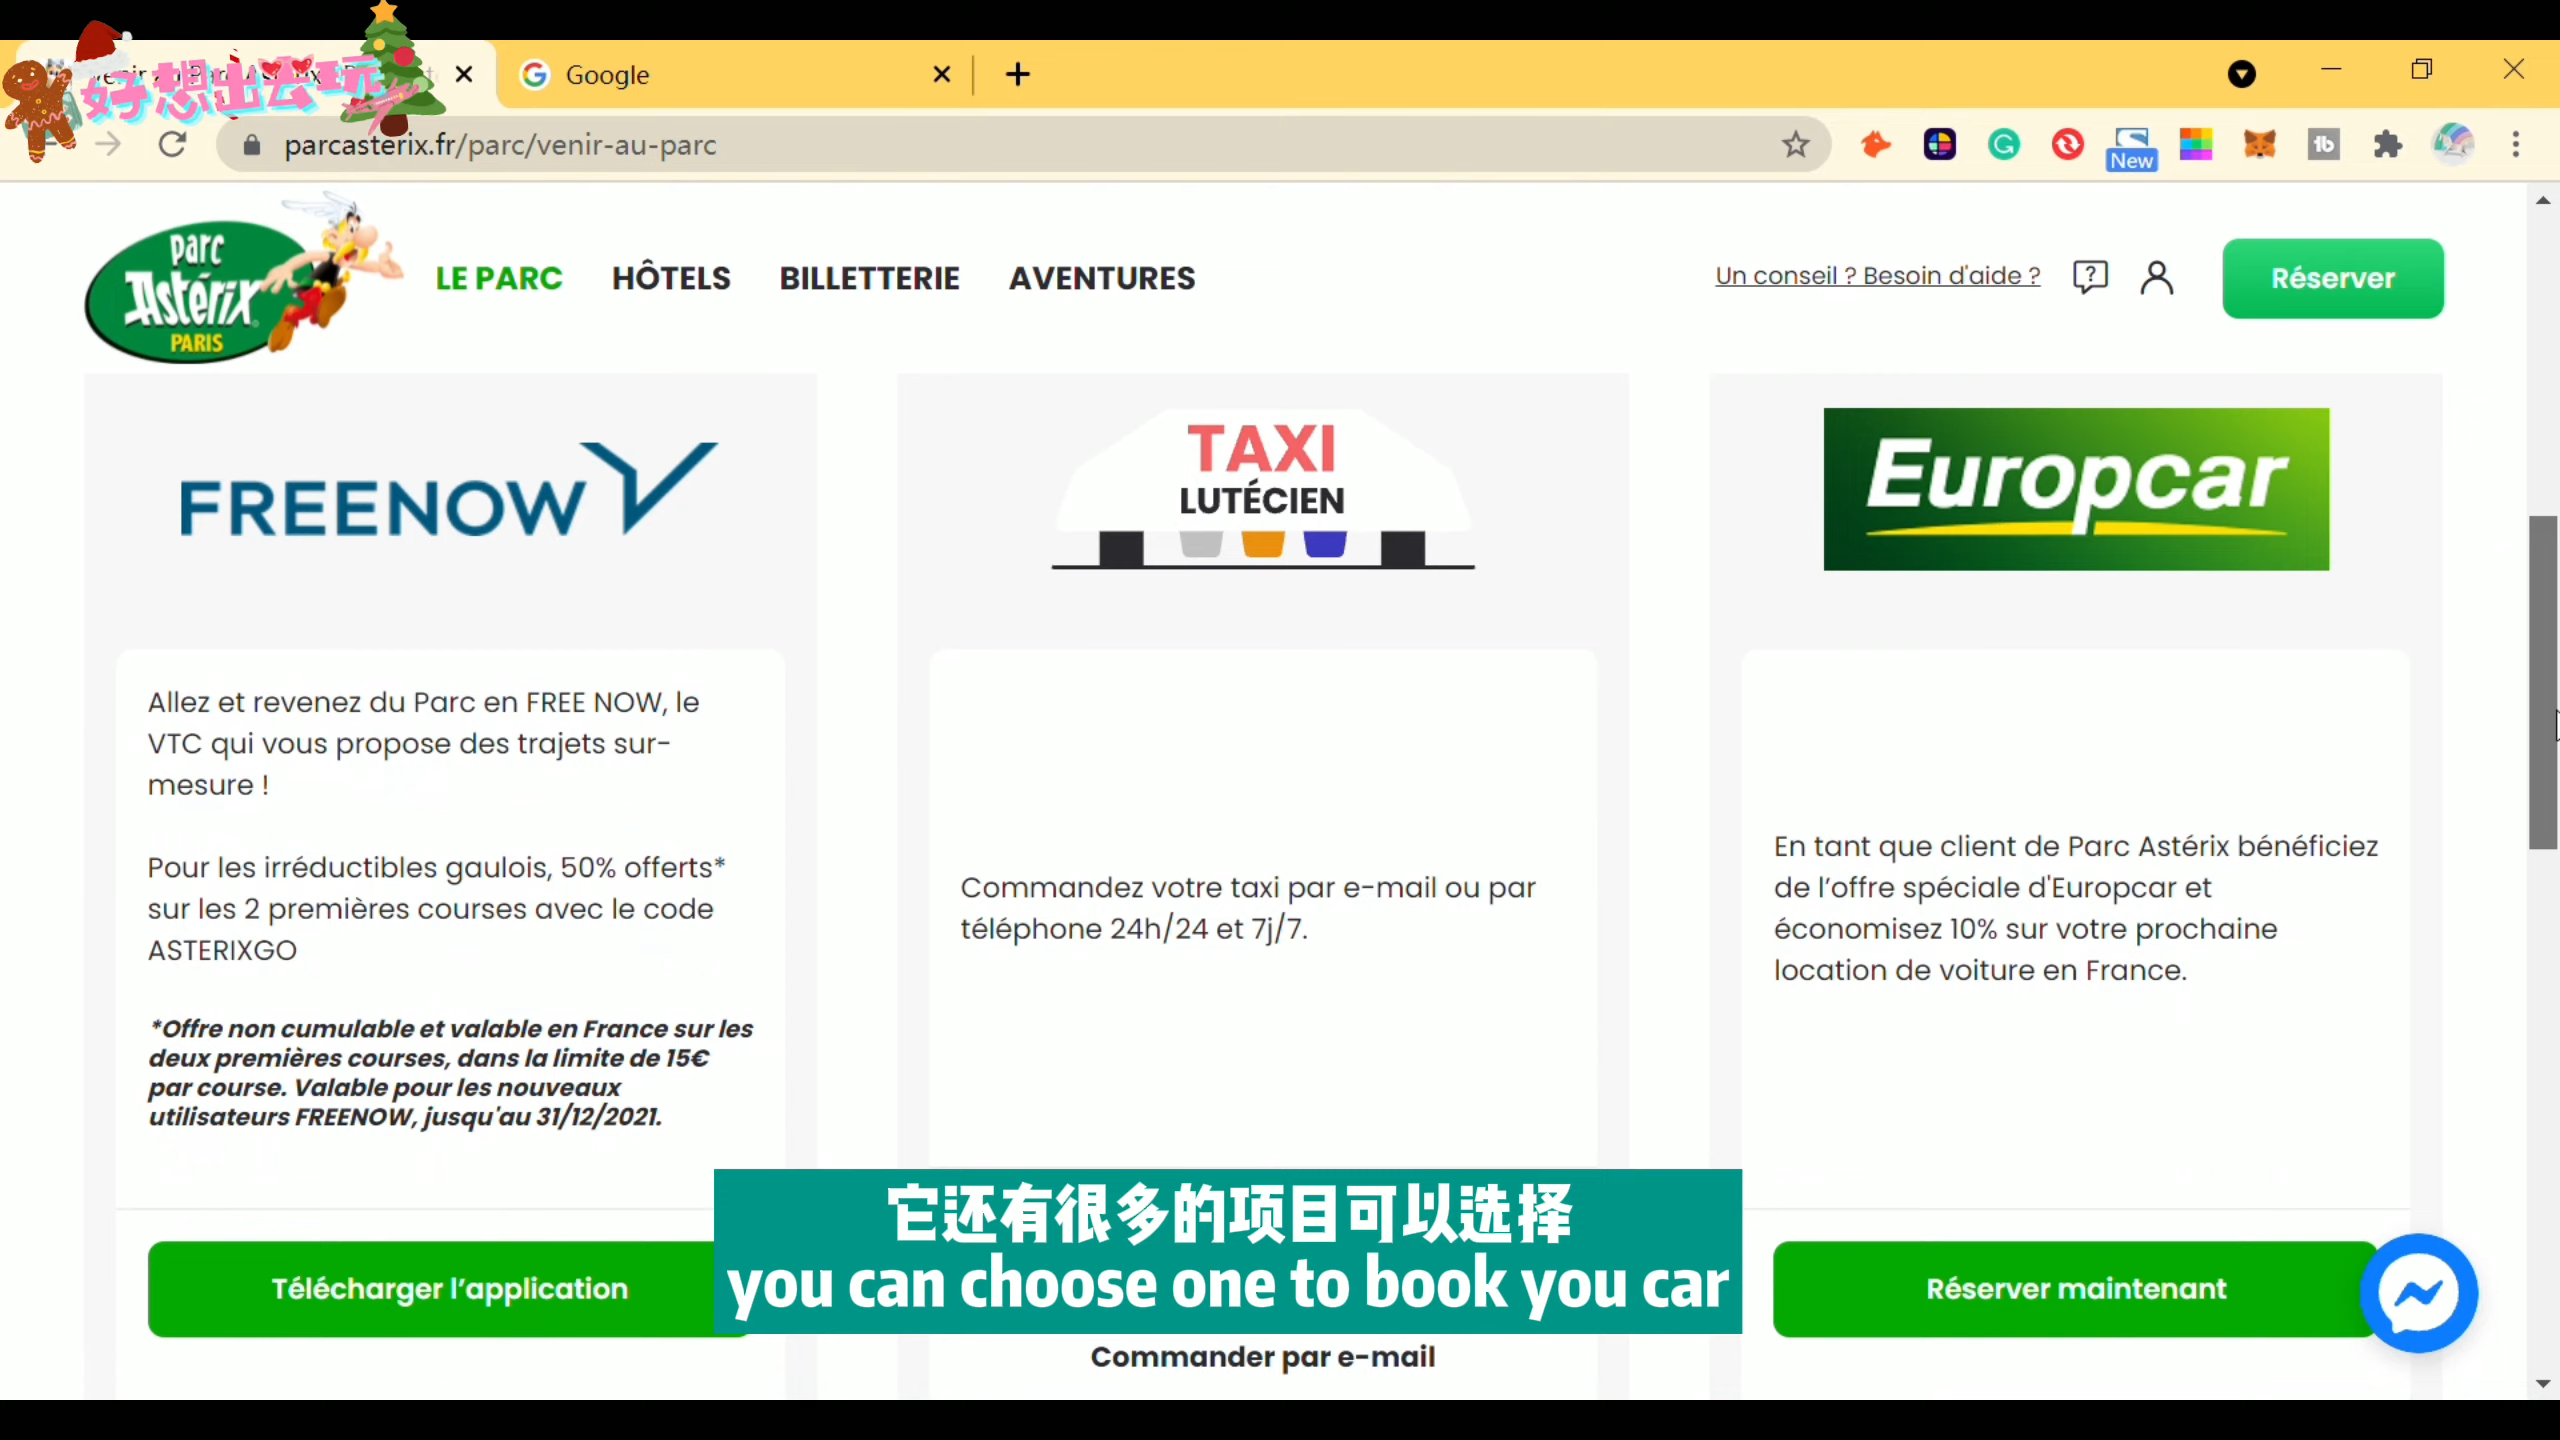 好想出去玩
Google
parcasterix.fr/parc/venir-au-parc
New
Parc
Astérix
PARIS
LE PARC
HÔTELS
BILLETTERIE
AVENTURES
Un conseil ? Besoin d'aide ?
Réserver
FREENOW
Allez et revenez du Parc en FREE NOW, le
VTC qui vous propose des trajets sur-
mesure !
Pour les irréductibles gaulois, 50% offerts*
sur les 2 premières courses avec le code
ASTERIXGO
*Offre non cumulable et valable en France sur les
deux premières courses, dans la limite de 15€
par course. Valable pour les nouveaux
utilisateurs FREENOW, jusqu'au 31/12/2021.
Télécharger l’application
TAXI
LUTÉCIEN
Commandez votre taxi par e-mail ou par
téléphone 24h/24 et 7j/7.
Commander par e-mail
Europcar
En tant que client de Parc Astérix bénéficiez
de l’offre spéciale d'Europcar et
économisez 10% sur votre prochaine
location de voiture en France.
Réserver maintenant
它还有很多的项目可以选择
you can choose one to book you car